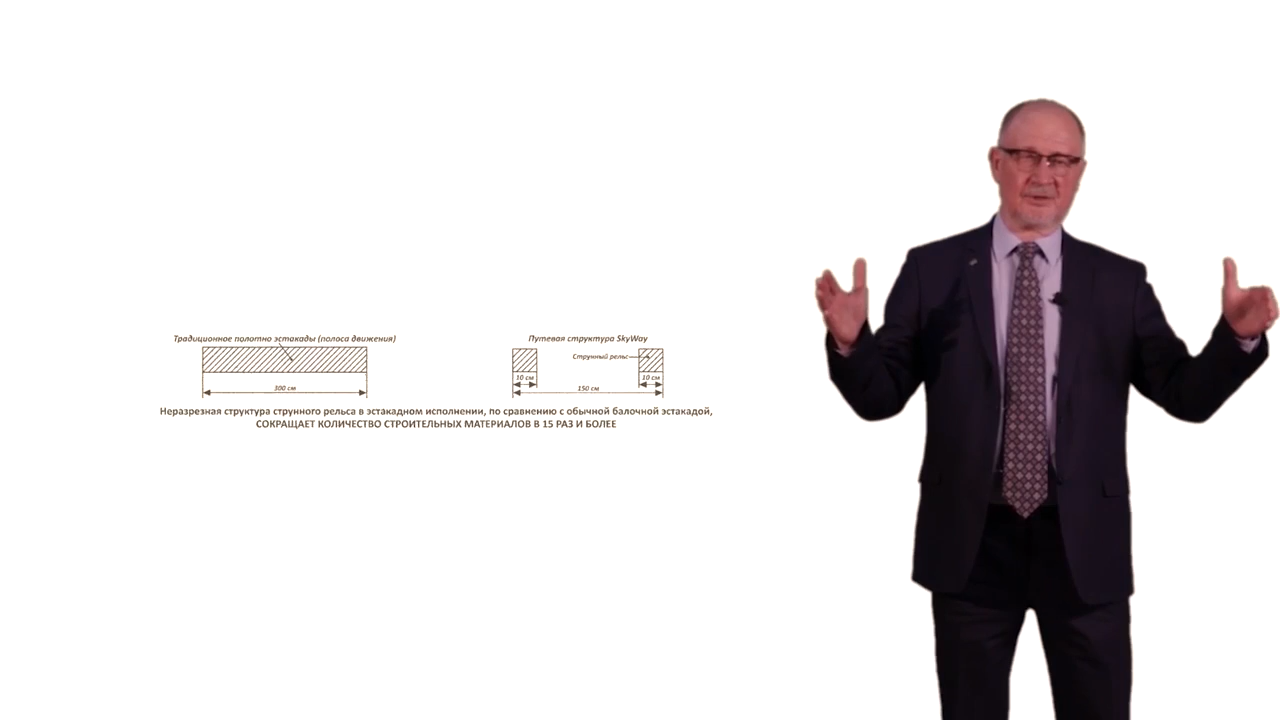 Традиционное полотно эстакады (полоса движения)
300 см
Путевая структура SkyWay
Струнный рельс
10 см
10 см
150 см
Неразрезная структура струнного рельса в эстакадном исполнении, по сравнению с обычной балочной эстакадой,
СОКРАЩАЕТ КОЛИЧЕСТВО СТРОИТЕЛЬНЫХ МАТЕРИАЛОВ В 15 РАЗ И БОЛЕЕ